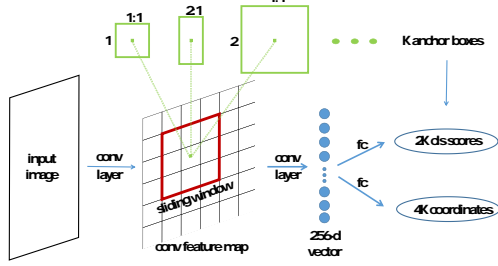 1:1
2:1
1
2
K anchor boxes
input
image
conv
layer
sliding window
conv feature map
conv
layer
256-d
vector
fc
fc
2K cls scores
4K coordinates